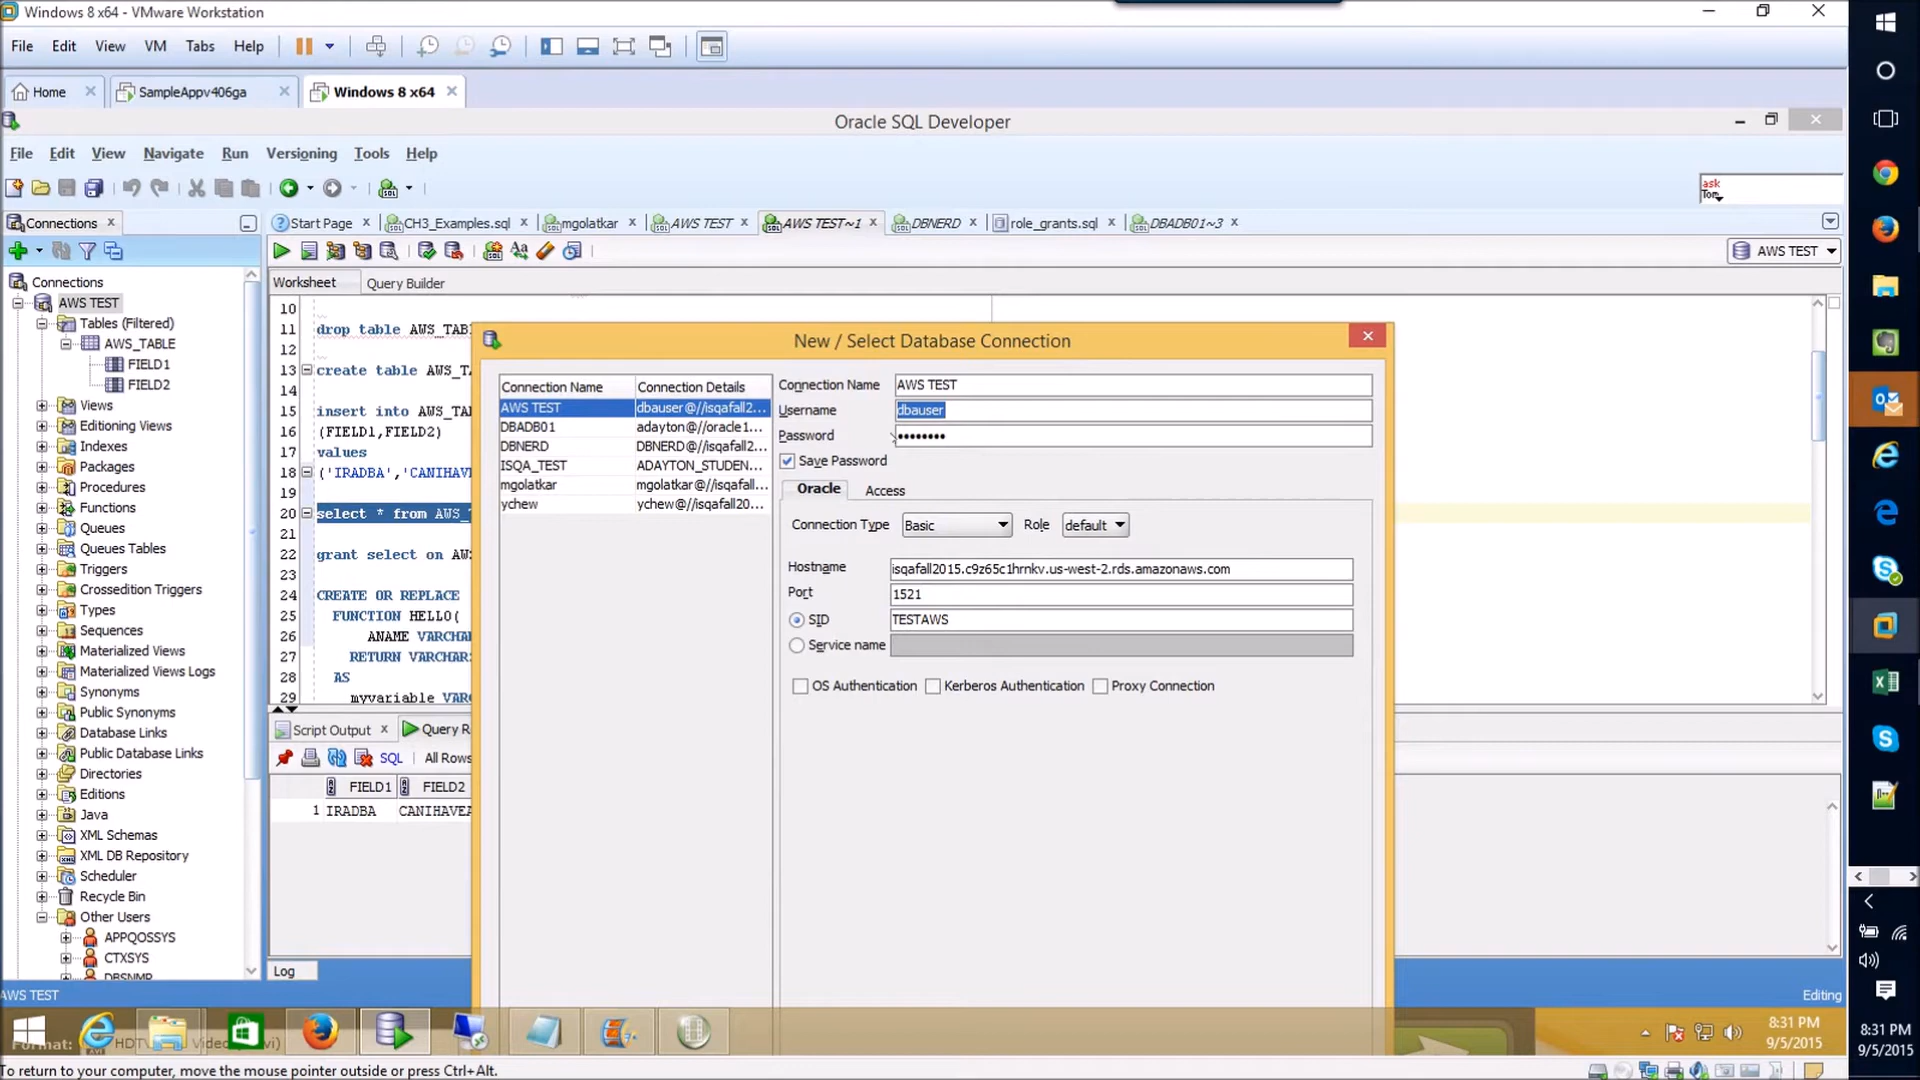 Windows 8 x64 - VMware Workstation
File Edit View VM Tabs Help
Home SampleAppv406ga Windows 8 x64
Oracle SQL Developer
File Edit View Navigate Run Versioning Tools Help
ask
Tom
Connections
Start Page CH3_Examples.sql mgolatkar AWS TEST AWS TEST~1 DBNERD role_grants.sql DBADB01~3
AWS TEST
Worksheet Query Builder
Connections
AWS TEST
Tables (Filtered)
AWS_TABLE
FIELD1
FIELD2
Views
Editioning Views
Indexes
Packages
Procedures
Functions
Queues
Queues Tables
Triggers
Crossedition Triggers
Types
Sequences
Materialized Views
Materialized Views Logs
Synonyms
Public Synonyms
Database Links
Public Database Links
Directories
Editions
Java
XML Schemas
XML DB Repository
Scheduler
Recycle Bin
Other Users
APPQOSSYS
CTXSYS
DBSNMP
10
11 drop table AWS_TAB
12
13 create table AWS_TA
14
15 insert into AWS_TAB
16 (FIELD1,FIELD2)
17 values
18 ('IRADBA','CANIHAVE
19
20 select * from AWS_T
21
22 grant select on AWS
23
24 CREATE OR REPLACE
25 FUNCTION HELLO(
26 ANAME VARCHAR
27 RETURN VARCHAR
28 AS
29 myvariable VARC
Script Output Query R
SQL All Rows
FIELD1 FIELD2
1 IRADBA CANIHAVEA
Log
New / Select Database Connection
Connection Name Connection Details
AWS TEST dbauser@//isqafall2...
DBADB01 adayton@//oracle1...
DBNERD DBNERD@//isqafall2...
ISQA_TEST ADAYTON_STUDEN...
mgolatkar mgolatkar@//isqafall...
ychew ychew@//isqafall20...
Connection Name AWS TEST
Username dbauser
Password ••••••••
Save Password
Oracle Access
Connection Type Basic Role default
Hostname isqafall2015.c9z65c1hrnkv.us-west-2.rds.amazonaws.com
Port 1521
SID TESTAWS
Service name
OS Authentication Kerberos Authentication Proxy Connection
AWS TEST Editing
Format: HDTV Video
8:31 PM
9/5/2015
8:31 PM
9/5/2015
To return to your computer, move the mouse pointer outside or press Ctrl+Alt.